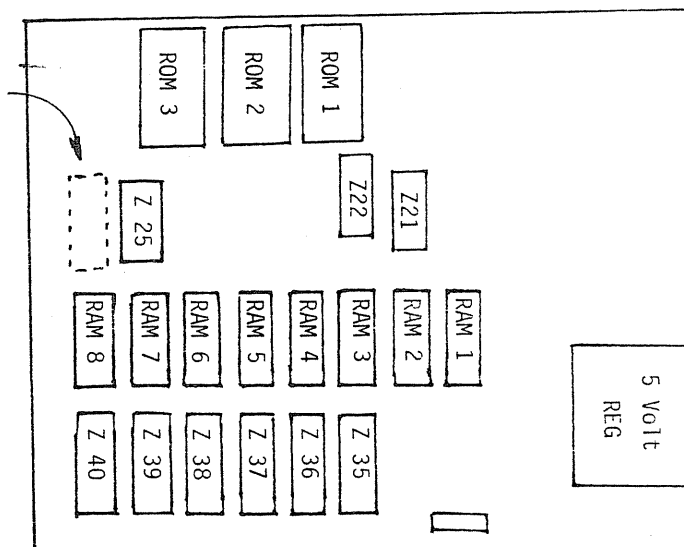 ROM 3
ROM 2
ROM 1
Z 25
Z22
Z21
RAM 8
RAM 7
RAM 6
RAM 5
RAM 4
RAM 3
RAM 2
RAM 1
5 Volt
REG
Z 40
Z 39
Z 38
Z 37
Z 36
Z 35